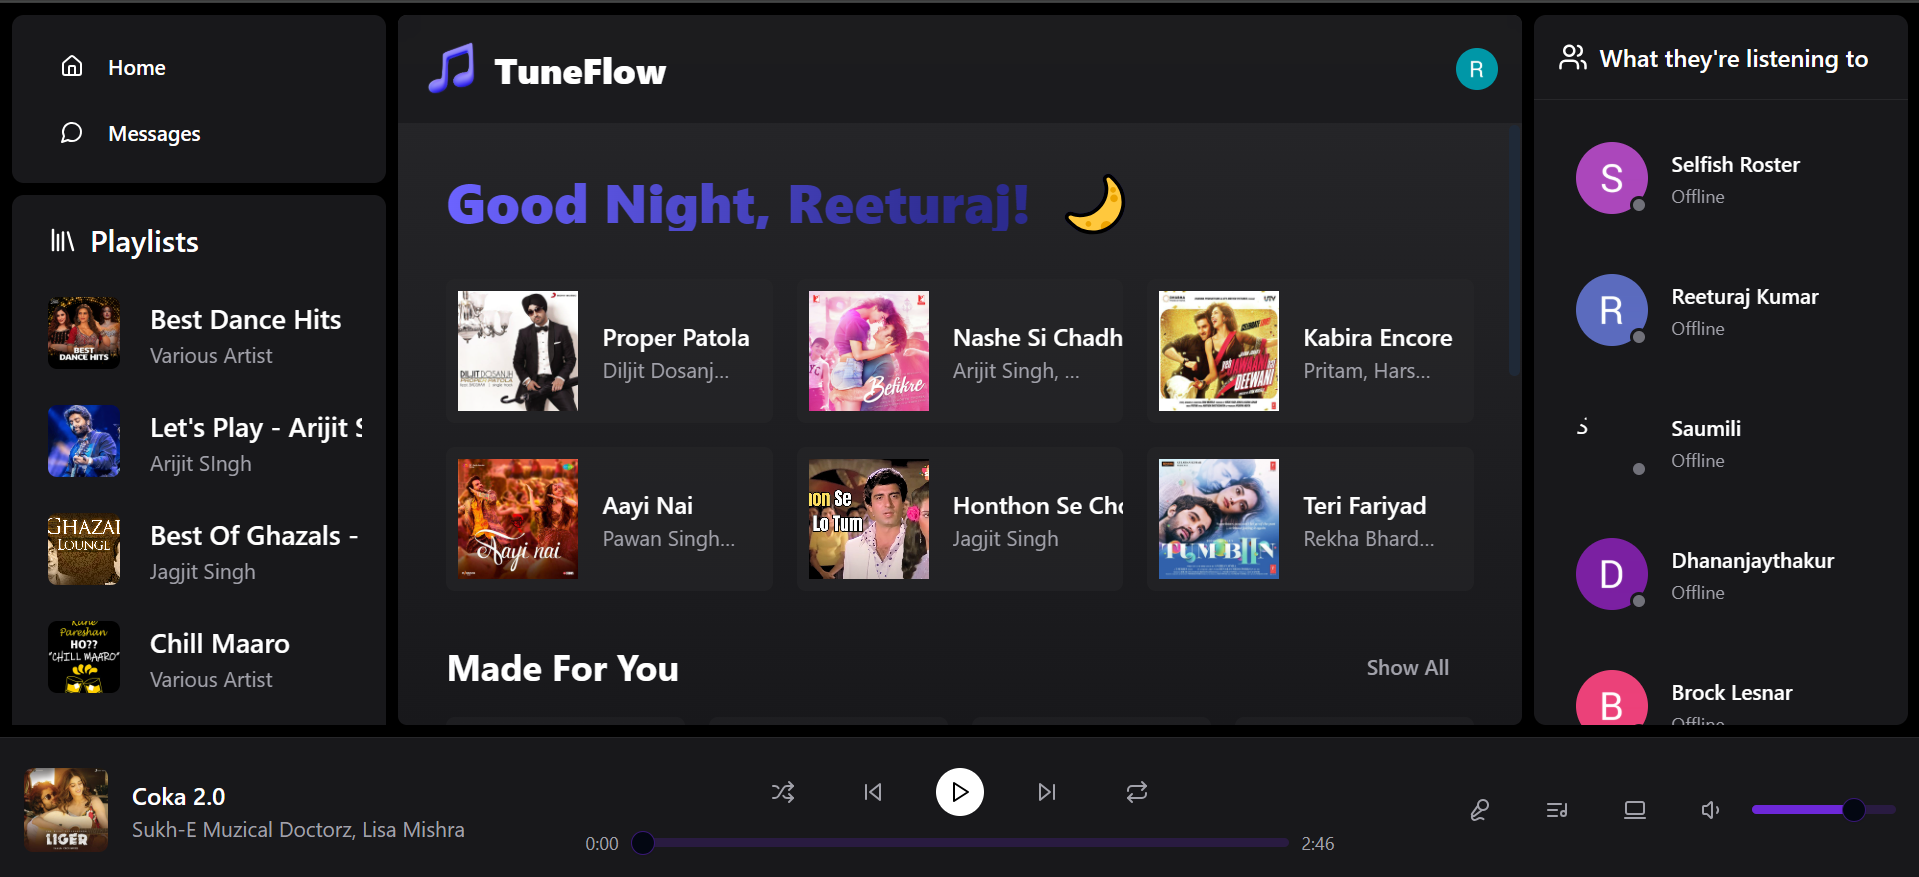 Home
Messages
Playlists
BEST
DANCE HITS
Best Dance Hits
Various Artist
Let's Play - Arijit S
Arijit SIngh
GHAZAL
LOUNGE
Best Of Ghazals -
Jagjit Singh
Pareshan
HO??
"CHILL MAARO"
Chill Maaro
Various Artist
TuneFlow
R
Good Night, Reeturaj!
DILJIT DOSANJH
PROPER PATOLA
Proper Patola
Diljit Dosanj...
Befikre
Nashe Si Chadh
Arijit Singh, ...
UTV
YEH
JAWAANI
HAI
DEEWANI
Kabira Encore
Pritam, Hars...
Aayi nai
Aayi Nai
Pawan Singh...
on Se
Lo Tum
Honthon Se Cho
Jagjit Singh
TUM BIIN
Teri Fariyad
Rekha Bhard...
Made For You
Show All
What they're listening to
S
Selfish Roster
Offline
R
Reeturaj Kumar
Offline
Saumili
Offline
D
Dhananjaythakur
Offline
B
Brock Lesnar
Offline
LIGER
Coka 2.0
Sukh-E Muzical Doctorz, Lisa Mishra
0:00
2:46